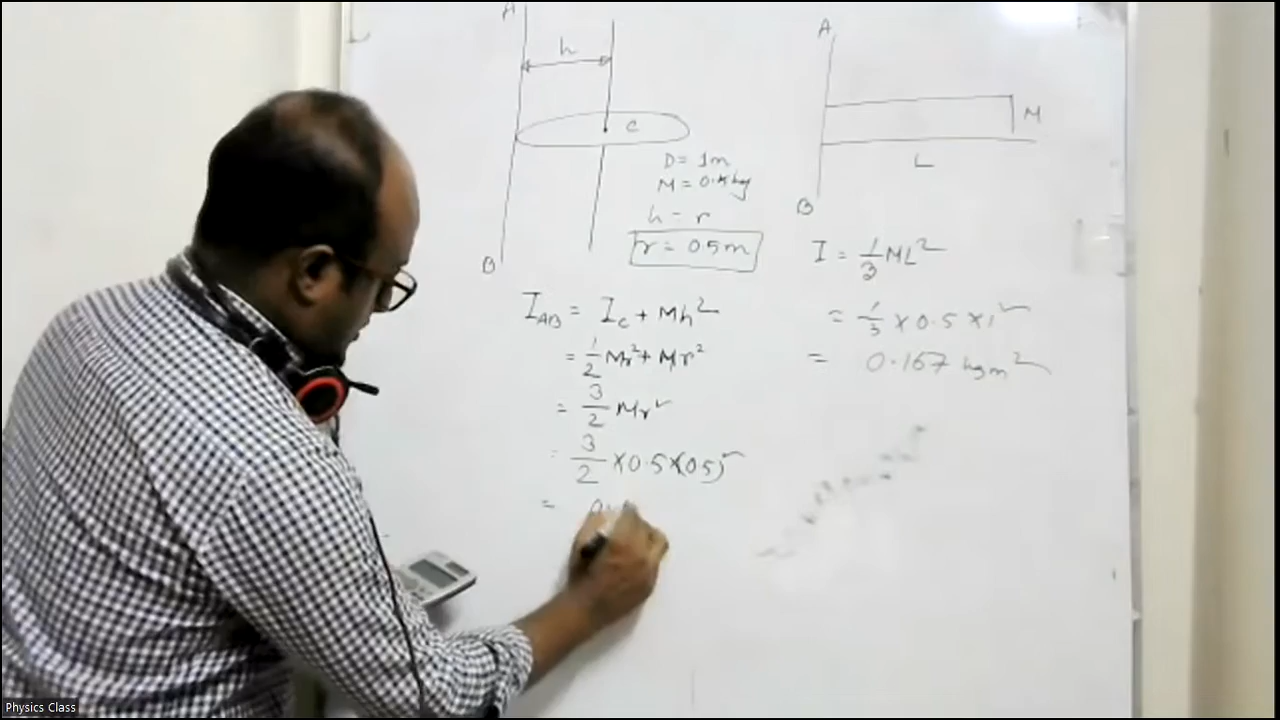 A
h
C
D = 1m
M = 0.5kg
h = r
r = 0.5m
B
I_AB = I_C + Mh²
= 1/2 Mr² + Mr²
= 3/2 Mr²
= 3/2 × 0.5 × (0.5)²
=
A
M
L
B
I = 1/3 ML²
= 1/3 × 0.5 × 1²
= 0.167 kgm²
Physics Class